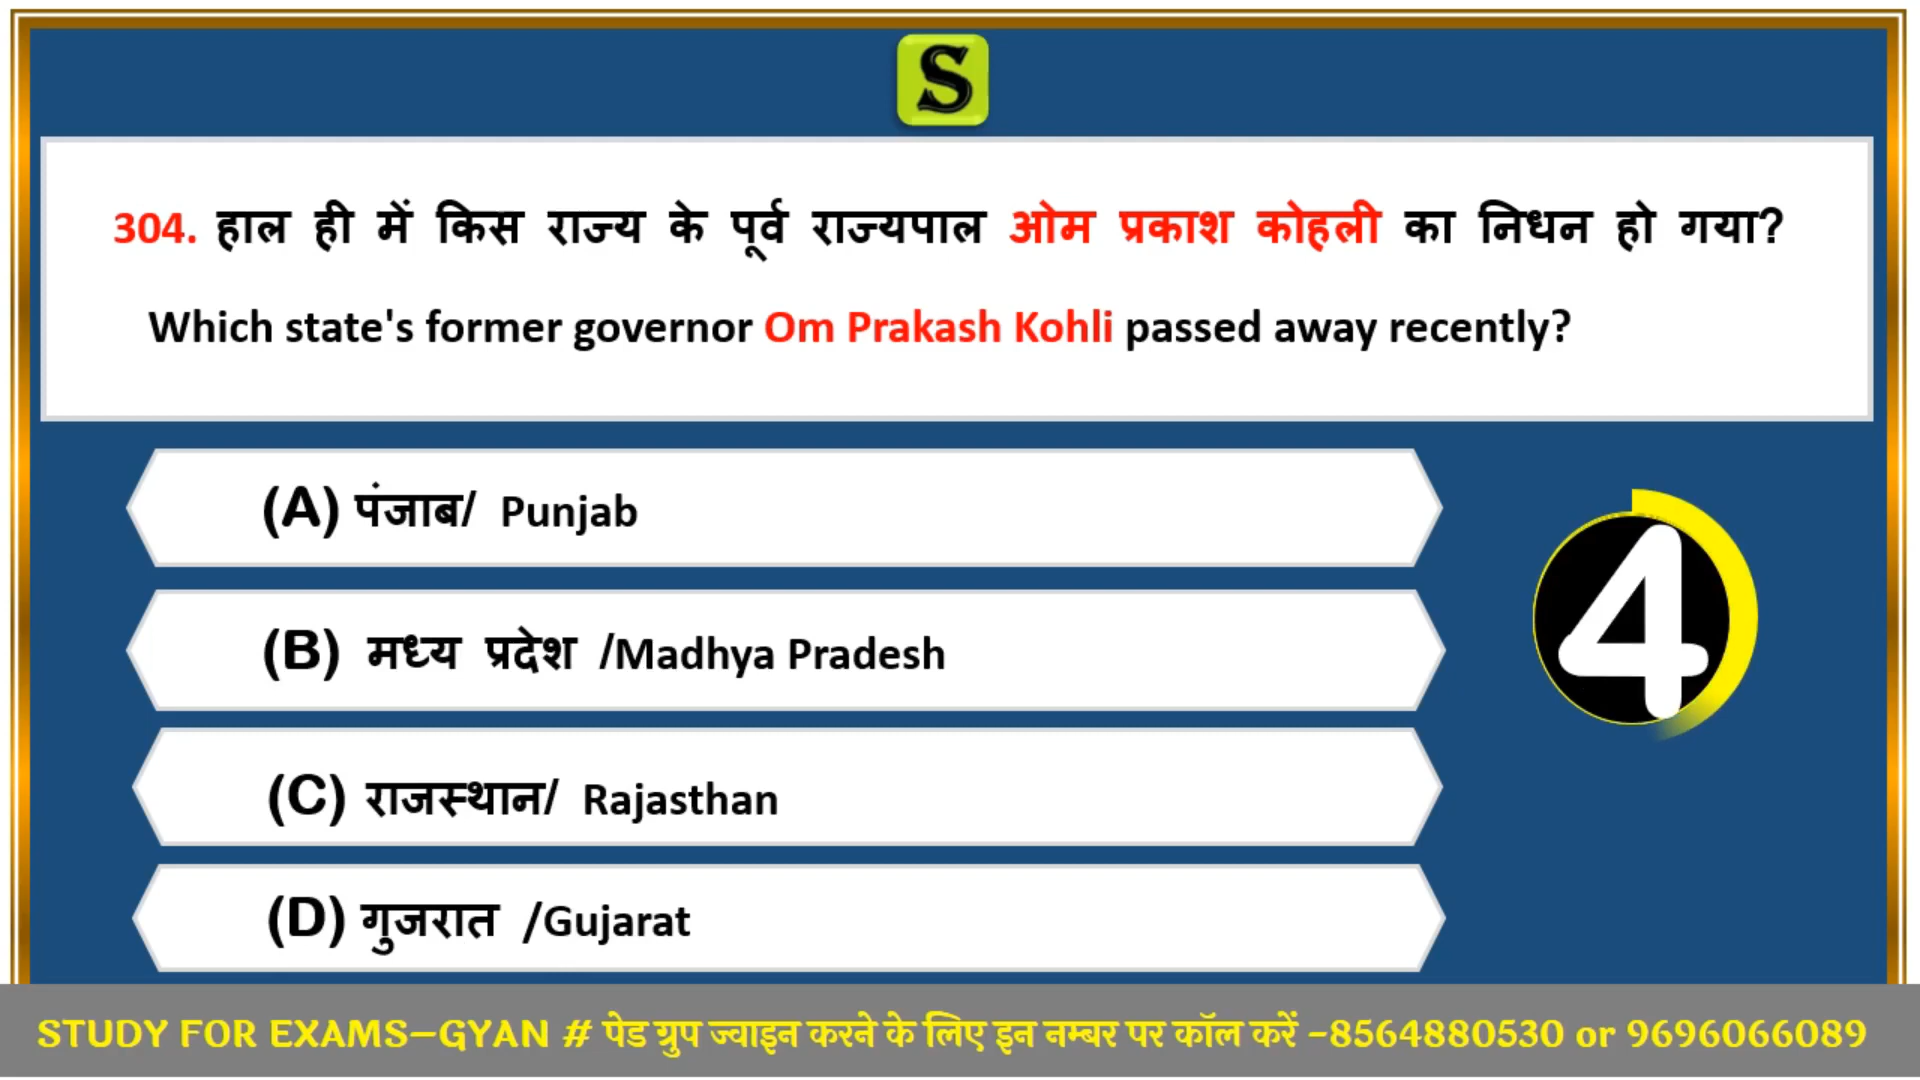 S
304. हाल ही में किस राज्य के पूर्व राज्यपाल ओम प्रकाश कोहली का निधन हो गया?
Which state's former governor Om Prakash Kohli passed away recently?
(A) पंजाब/ Punjab
(B) मध्य प्रदेश /Madhya Pradesh
4
(C) राजस्थान/ Rajasthan
(D) गुजरात /Gujarat
STUDY FOR EXAMS–GYAN # पेड ग्रुप ज्वाइन करने के लिए इन नम्बर पर कॉल करें -8564880530 or 9696066089